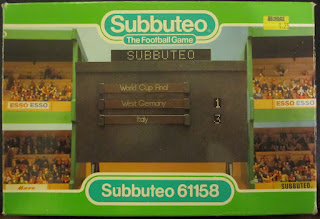 Subbuteo
The Football Game
SUBBUTEO
World Cup Final
West Germany 1
Italy 3
ESSO ESSO
ESSO ESSO
SUBBUTEO
Subbuteo 61158